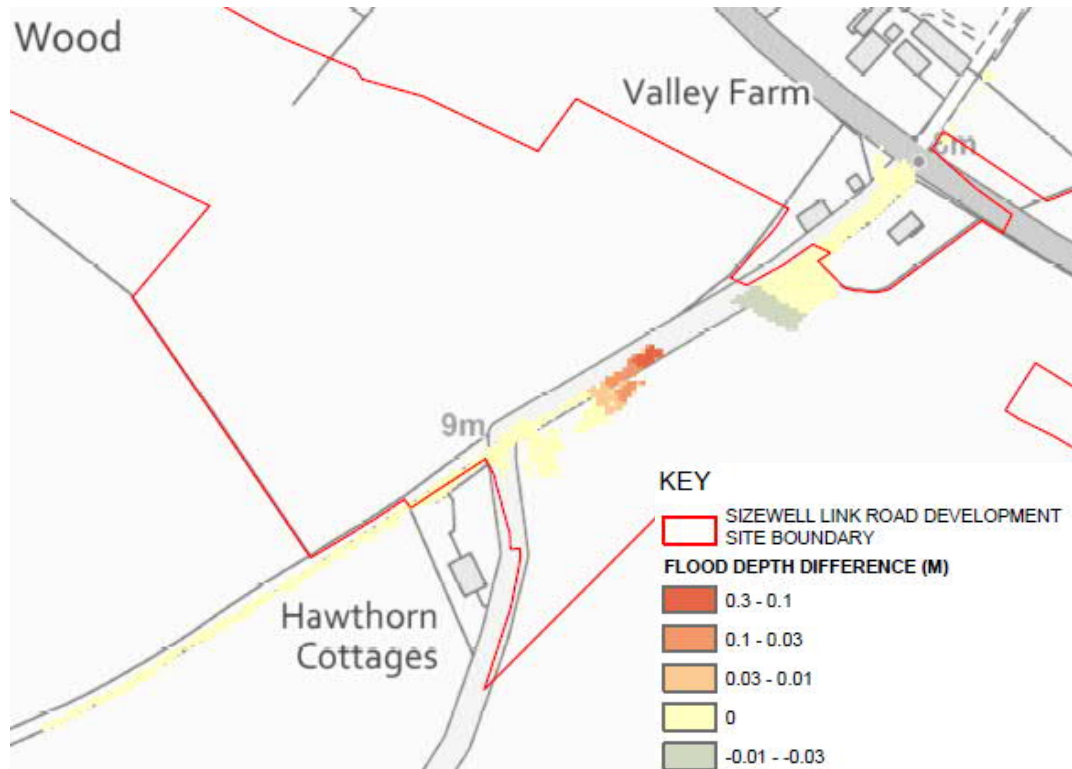 Wood
Valley Farm
9m
Hawthorn
Cottages
KEY
SIZEWELL LINK ROAD DEVELOPMENT
SITE BOUNDARY
FLOOD DEPTH DIFFERENCE (M)
0.3 - 0.1
0.1 - 0.03
0.03 - 0.01
0
-0.01 - -0.03